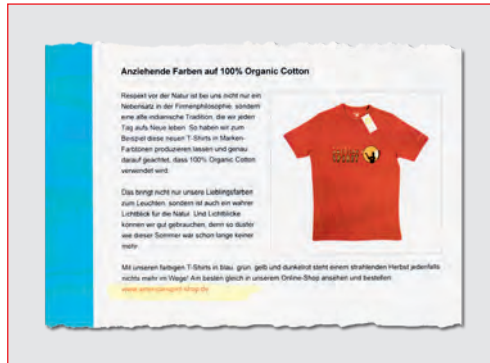 Anziehende Farben auf 100% Organic Cotton
Respekt vor der Natur ist bei uns nicht nur ein
Nebensatz in der Firmenphilosophie, sondern
eine alte indianische Tradition, die wir jeden
Tag aufs Neue leben. So haben wir zum
Beispiel diese neuen T-Shirts in Marken-
Farbtönen produzieren lassen und genau
darauf geachtet, dass 100% Organic Cotton
verwendet wird.
Das bringt nicht nur unsere Lieblingsfarben
zum Leuchten, sondern ist auch ein wahrer
Lichtblick für die Natur. Und Lichtblicke
können wir gut gebrauchen, denn so düster
wie dieser Sommer war schon lange keiner
mehr.
Mit unseren farbigen T-Shirts in blau, grün, gelb und dunkelrot steht einem strahlenden Herbst jedenfalls
nichts mehr im Wege! Am besten gleich in unserem Online-Shop ansehen und bestellen:
www.americanspirit-shop.de